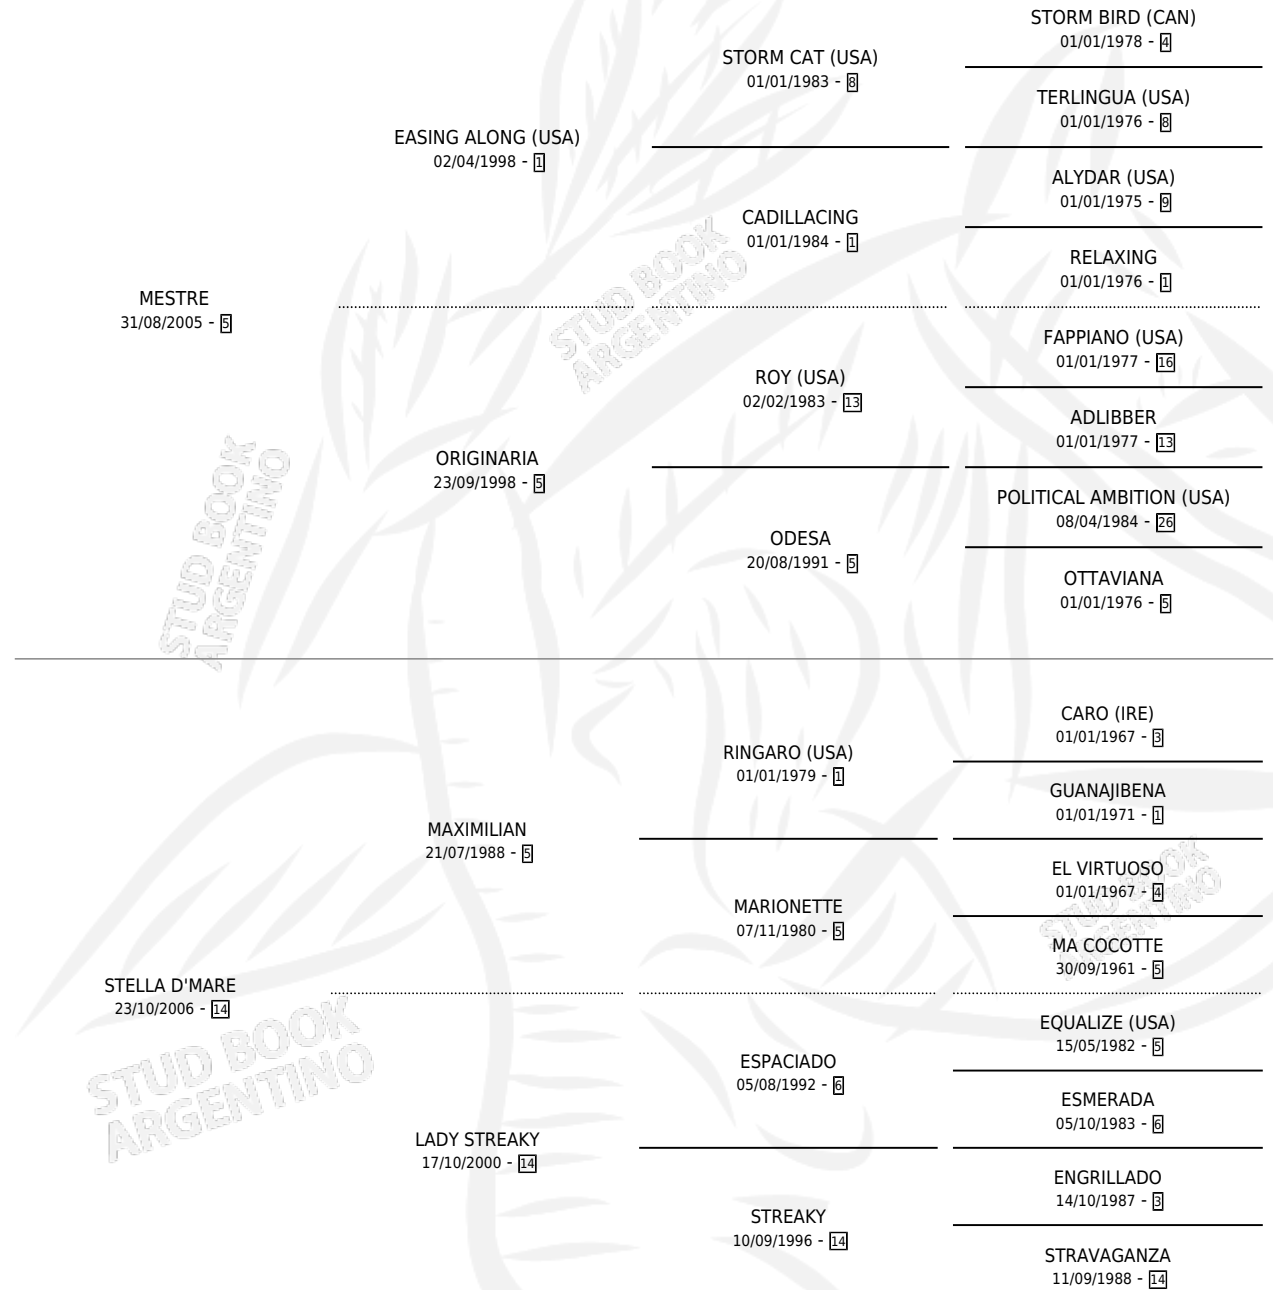 STORM BIRD (CAN)
01/01/1978 - 4
STORM CAT (USA)
01/01/1983 - 8
TERLINGUA (USA)
01/01/1976 - 8
EASING ALONG (USA)
02/04/1998 - 1
ALYDAR (USA)
01/01/1975 - 9
CADILLACING
01/01/1984 - 1
RELAXING
01/01/1976 - 1
MESTRE
31/08/2005 - 5
FAPPIANO (USA)
01/01/1977 - 16
ROY (USA)
02/02/1983 - 13
ADLIBBER
01/01/1977 - 13
ORIGINARIA
23/09/1998 - 5
POLITICAL AMBITION (USA)
08/04/1984 - 26
ODESA
20/08/1991 - 5
OTTAVIANA
01/01/1976 - 5
CARO (IRE)
01/01/1967 - 3
RINGARO (USA)
01/01/1979 - 1
GUANAJIBENA
01/01/1971 - 1
MAXIMILIAN
21/07/1988 - 5
EL VIRTUOSO
01/01/1967 - 4
MARIONETTE
07/11/1980 - 5
MA COCOTTE
30/09/1961 - 5
STELLA D'MARE
23/10/2006 - 14
EQUALIZE (USA)
15/05/1982 - 5
ESPACIADO
05/08/1992 - 6
ESMERADA
05/10/1983 - 6
LADY STREAKY
17/10/2000 - 14
ENGRILLADO
14/10/1987 - 3
STREAKY
10/09/1996 - 14
STRAVAGANZA
11/09/1988 - 14
STUD BOOK
ARGENTINO
STUD BOOK
ARGENTINO
STUD BOOK
ARGENTINO
STUD BOOK
ARGENTINO